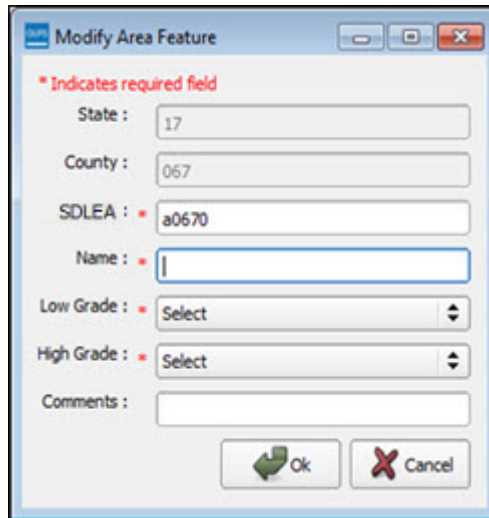 Modify Area Feature
* Indicates required field
State :
17
County :
067
SDLEA : * a0670
Name : *
Low Grade : * Select
High Grade : * Select
Comments :
Ok Cancel